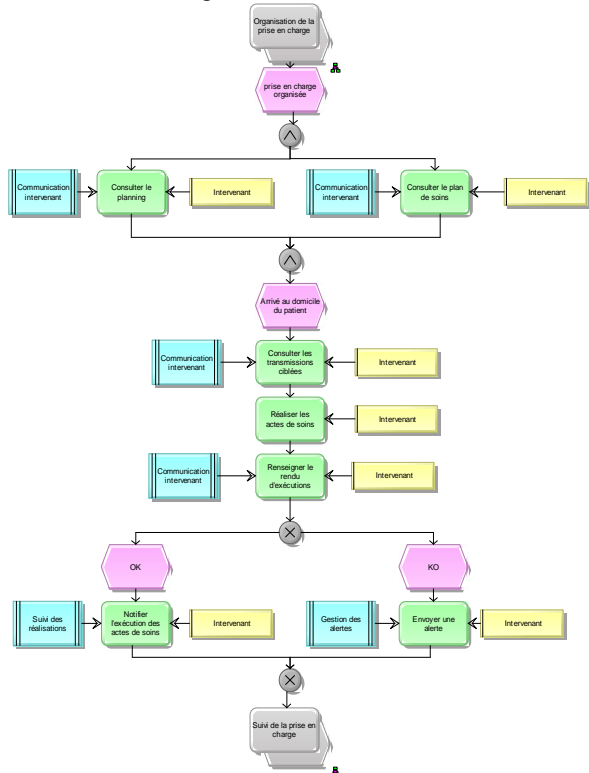 Organisation de la
prise en charge
prise en charge
organisée
Communication
intervenant
Consulter le
planning
Intervenant
Communication
intervenant
Consulter le plan
de soins
Intervenant
Arrivé au domicile
du patient
Communication
intervenant
Consulter les
transmissions
ciblées
Intervenant
Réaliser les
actes de soins
Intervenant
Communication
intervenant
Renseigner le
rendu
d'exécutions
Intervenant
OK
KO
Suivi des
réalisations
Notifier
l'exécution des
actes de soins
Intervenant
Gestion des
alertes
Envoyer une
alerte
Intervenant
Suivi de la prise en
charge